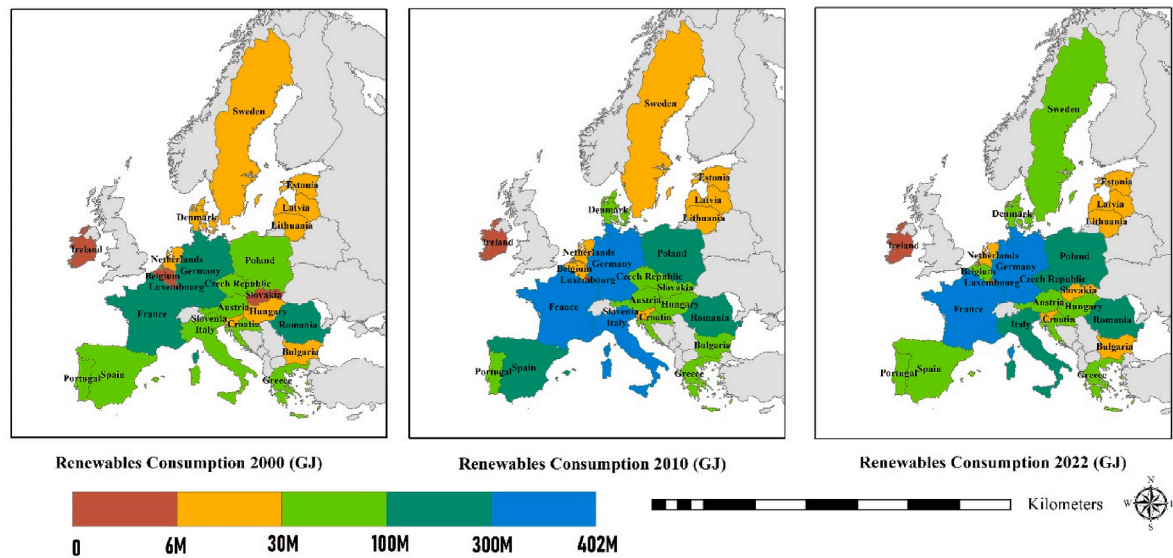 Sweden
Estonia
Latvia
Denmark
Lithuania
Ireland
Netherlands
Poland
Belgium
Germany
Luxembourg
Czech Republic
Slovakia
France
Austria
Hungary
Slovenia
Croatia
Romania
Italy
Bulgaria
Portugal
Spain
Greece
Renewables Consumption 2000 (GJ)
Sweden
Estonia
Latvia
Denmark
Lithuania
Ireland
Netherlands
Poland
Belgium
Germany
Luxembourg
Czech Republic
Slovakia
France
Austria
Hungary
Slovenia
Croatia
Romania
Italy
Bulgaria
Portugal
Spain
Greece
Renewables Consumption 2010 (GJ)
Sweden
Estonia
Latvia
Denmark
Lithuania
Ireland
Netherlands
Poland
Belgium
Germany
Luxembourg
Czech Republic
Slovakia
France
Austria
Hungary
Croatia
Romania
Italy
Bulgaria
Portugal
Spain
Greece
Renewables Consumption 2022 (GJ)
0 6M 30M 100M 300M 402M
Kilometers
N
W
S